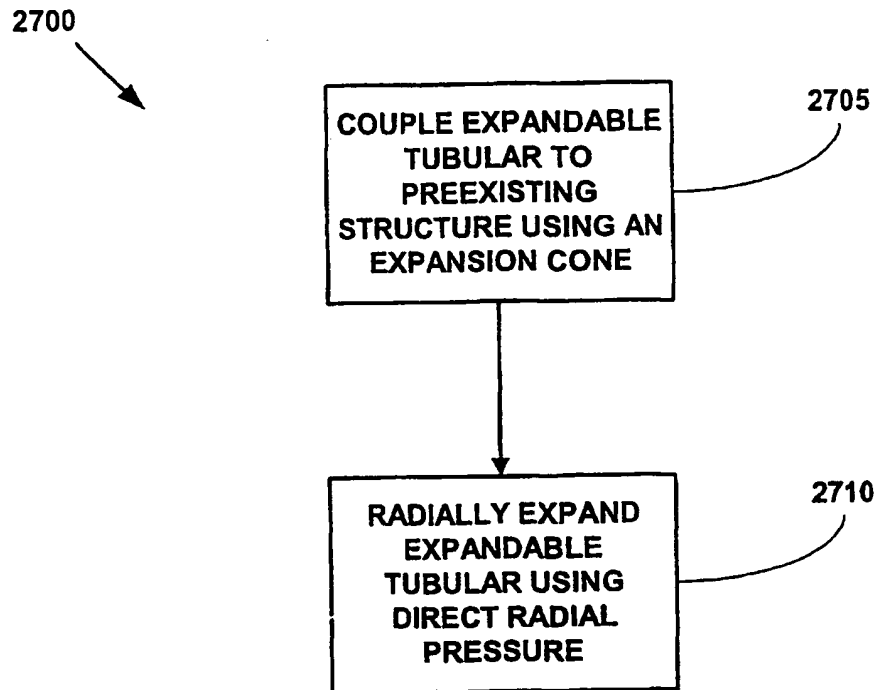 2700
2705
COUPLE EXPANDABLE
TUBULAR TO
PREEXISTING
STRUCTURE USING AN
EXPANSION CONE
2710
RADIALLY EXPAND
EXPANDABLE
TUBULAR USING
DIRECT RADIAL
PRESSURE